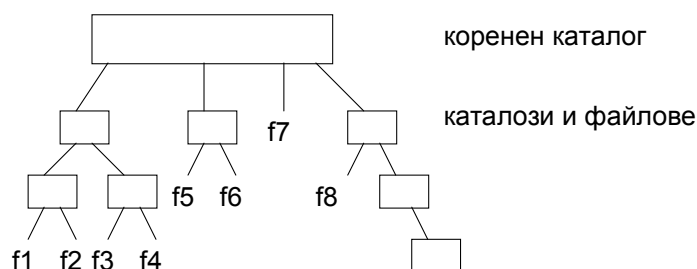 коренен каталог
f7
каталози и файлове
f5 f6 f8
f1 f2 f3 f4